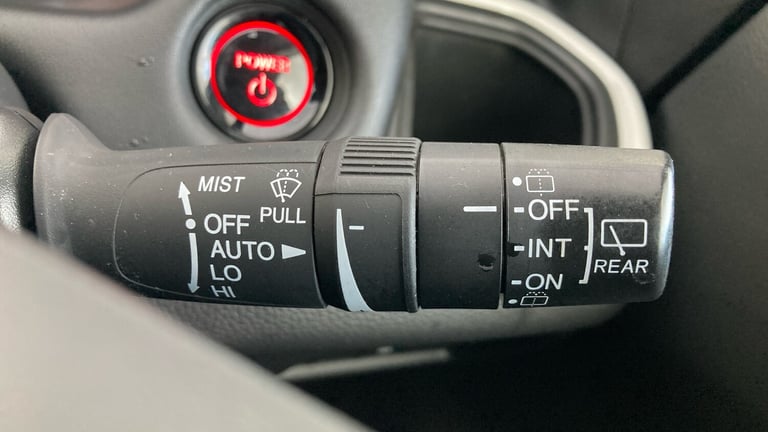 POWER
MIST
PULL
OFF
AUTO
LO
HI
OFF
INT
ON
REAR